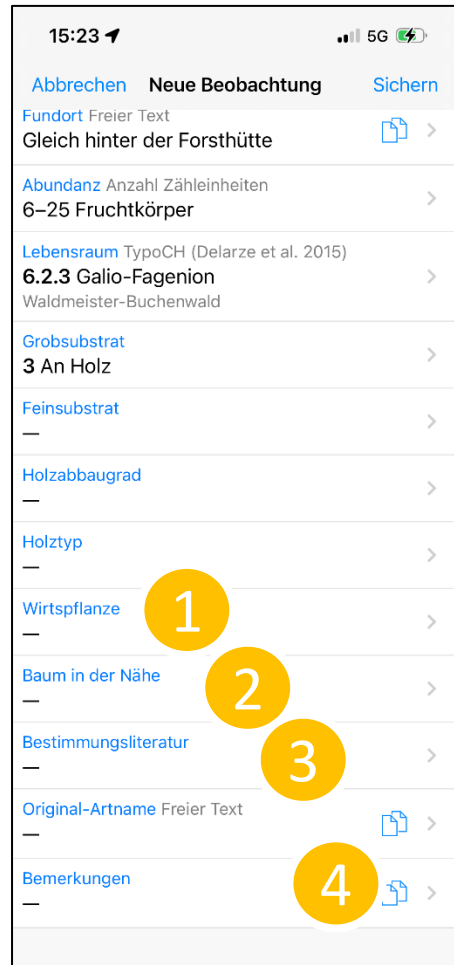 15:23 5G
Abbrechen Neue Beobachtung Sichern
Fundort Freier Text
Gleich hinter der Forsthütte
Abundanz Anzahl Zähleinheiten
6–25 Fruchtkörper
Lebensraum TypoCH (Delarze et al. 2015)
6.2.3 Galio-Fagenion
Waldmeister-Buchenwald
Grobsubstrat
3 An Holz
Feinsubstrat
—
Holzabbaugrad
—
Holztyp
—
Wirtspflanze 1
—
Baum in der Nähe 2
—
Bestimmungsliteratur 3
—
Original-Artname Freier Text
—
Bemerkungen 4
—